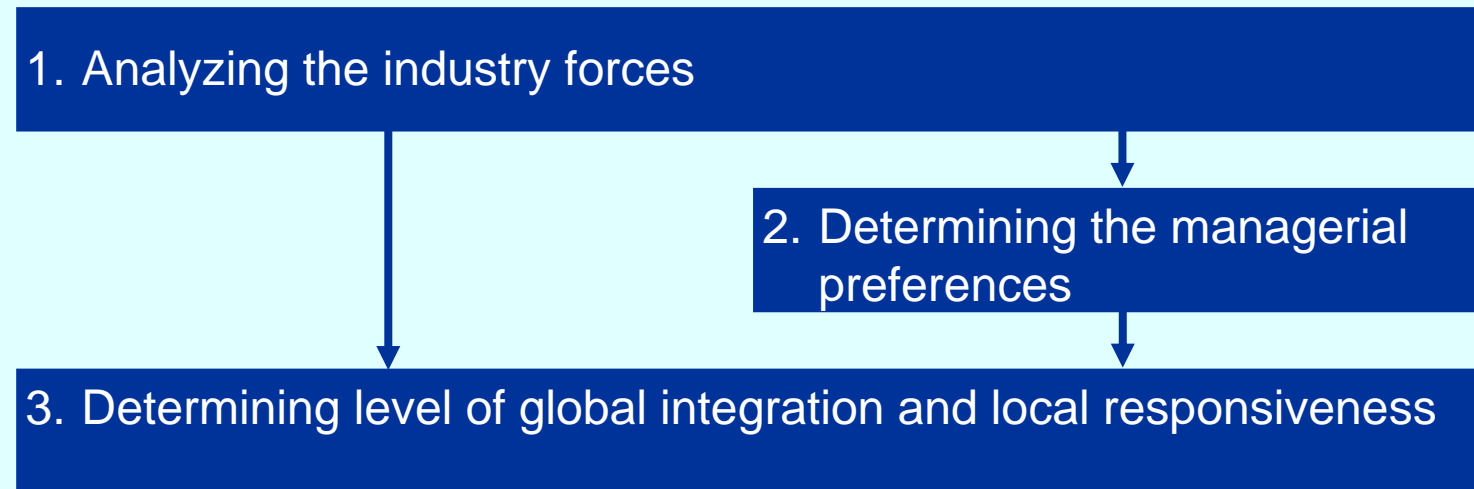 1. Analyzing the industry forces
2. Determining the managerial
preferences
3. Determining level of global integration and local responsiveness